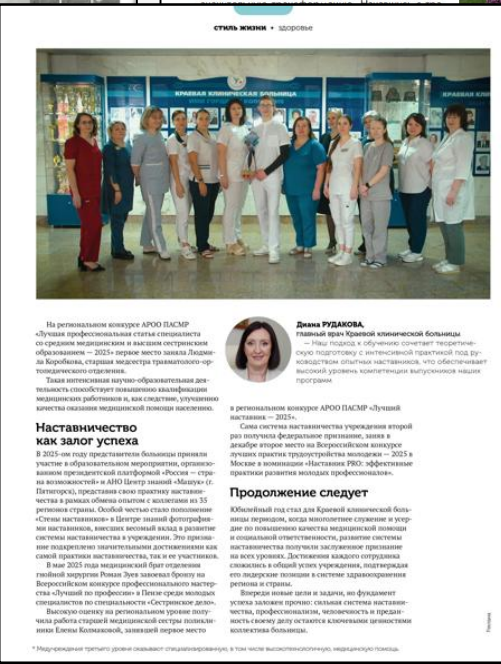 стиль жизни • здоровье
КРАЕВАЯ КЛИНИЧЕСКАЯ БОЛЬНИЦА
КРАЕВАЯ КЛИНИ
На региональном конкурсе АРОО ПАСМР
«Лучшая профессиональная статья специалиста
со средним медицинским и высшим сестринским
образованием — 2025» первое место заняла Людми-
ла Коробкова, старшая медсестра травматолого-ор-
топедического отделения.
Такая интенсивная научно-образовательная дея-
тельность способствует повышению квалификации
медицинских работников и, как следствие, улучшению
качества оказания медицинской помощи населению.
Наставничество
как залог успеха
В 2025-ом году представители больницы приняли
участие в образовательном мероприятии, организо-
ванном президентской платформой «Россия — стра-
на возможностей» и АНО Центр знаний «Машук» (г.
Пятигорск), представив свою практику наставни-
чества в рамках обмена опытом с коллегами из 35
регионов страны. Особой честью стало пополнение
«Стены наставников» в Центре знаний фотография-
ми наставников, внесших весомый вклад в развитие
системы наставничества в учреждении. Это призна-
ние подкреплено значительными достижениями как
самой практики наставничества, так и ее участников.
В мае 2025 года медицинский брат отделения
гнойной хирургии Роман Зуев завоевал бронзу на
Всероссийском конкурсе профессионального мастер-
ства «Лучший по профессии» в Пензе среди молодых
специалистов по специальности «Сестринское дело».
Высокую оценку на региональном уровне полу-
чила работа старшей медицинской сестры поликли-
ники Елены Колмаковой, занявшей первое место
Диана РУДАКОВА,
главный врач Краевой клинической больницы
— Наш подход к обучению сочетает теоретиче-
скую подготовку с интенсивной практикой под ру-
ководством опытных наставников, что обеспечивает
высокий уровень компетенции выпускников наших
программ
в региональном конкурсе АРОО ПАСМР «Лучший
наставник — 2025».
Сама система наставничества учреждения второй
раз получила федеральное признание, заняв в
декабре второе место на Всероссийском конкурсе
лучших практик трудоустройства молодежи — 2025 в
Москве в номинации «Наставник PRO: эффективные
практики развития молодых профессионалов».
Продолжение следует
Юбилейный год стал для Краевой клинической боль-
ницы периодом, когда многолетнее служение и усер-
дие по повышению качества медицинской помощи
и социальной ответственности, развитие системы
наставничества получили заслуженное признание
на всех уровнях. Достижения каждого сотрудника
сложились в общий успех учреждения, подтверждая
его лидерские позиции в системе здравоохранения
региона и страны.
Впереди новые цели и задачи, но фундамент
успеха заложен прочно: сильная система наставни-
чества, профессионализм, человечность и предан-
ность своему делу остаются ключевыми ценностями
коллектива больницы.
Реклама
* Медучреждения третьего уровня оказывают специализированную, в том числе высокотехнологичную, медицинскую помощь.